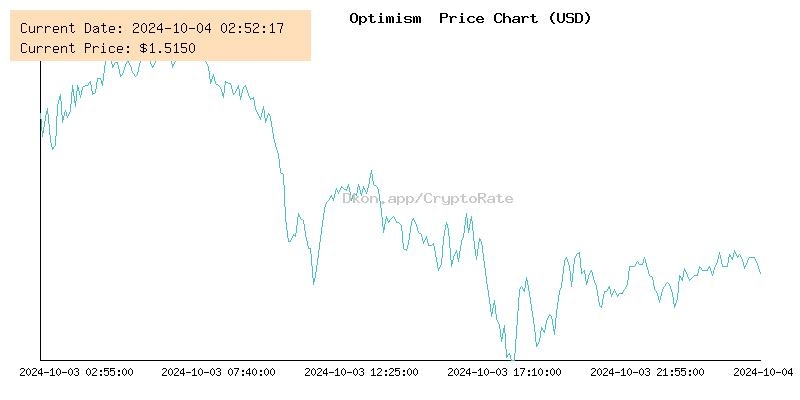 Optimism Price Chart (USD)
Current Date: 2024-10-04 02:52:17
Current Price: $1.5150
Dkon.app/CryptoRate
2024-10-03 02:55:00 2024-10-03 07:40:00 2024-10-03 12:25:00 2024-10-03 17:10:00 2024-10-03 21:55:00 2024-10-04